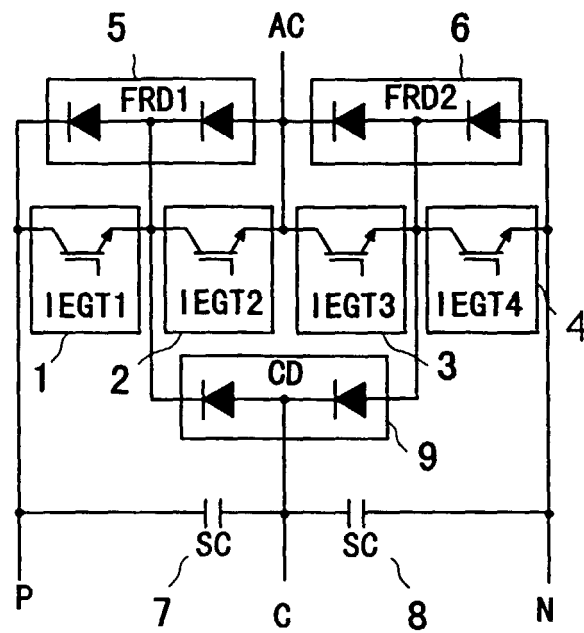 5 AC 6
FRD1 FRD2
IEGT1 IEGT2 IEGT3 IEGT4
1 2 3 4
CD
9
SC SC
P 7 C 8 N